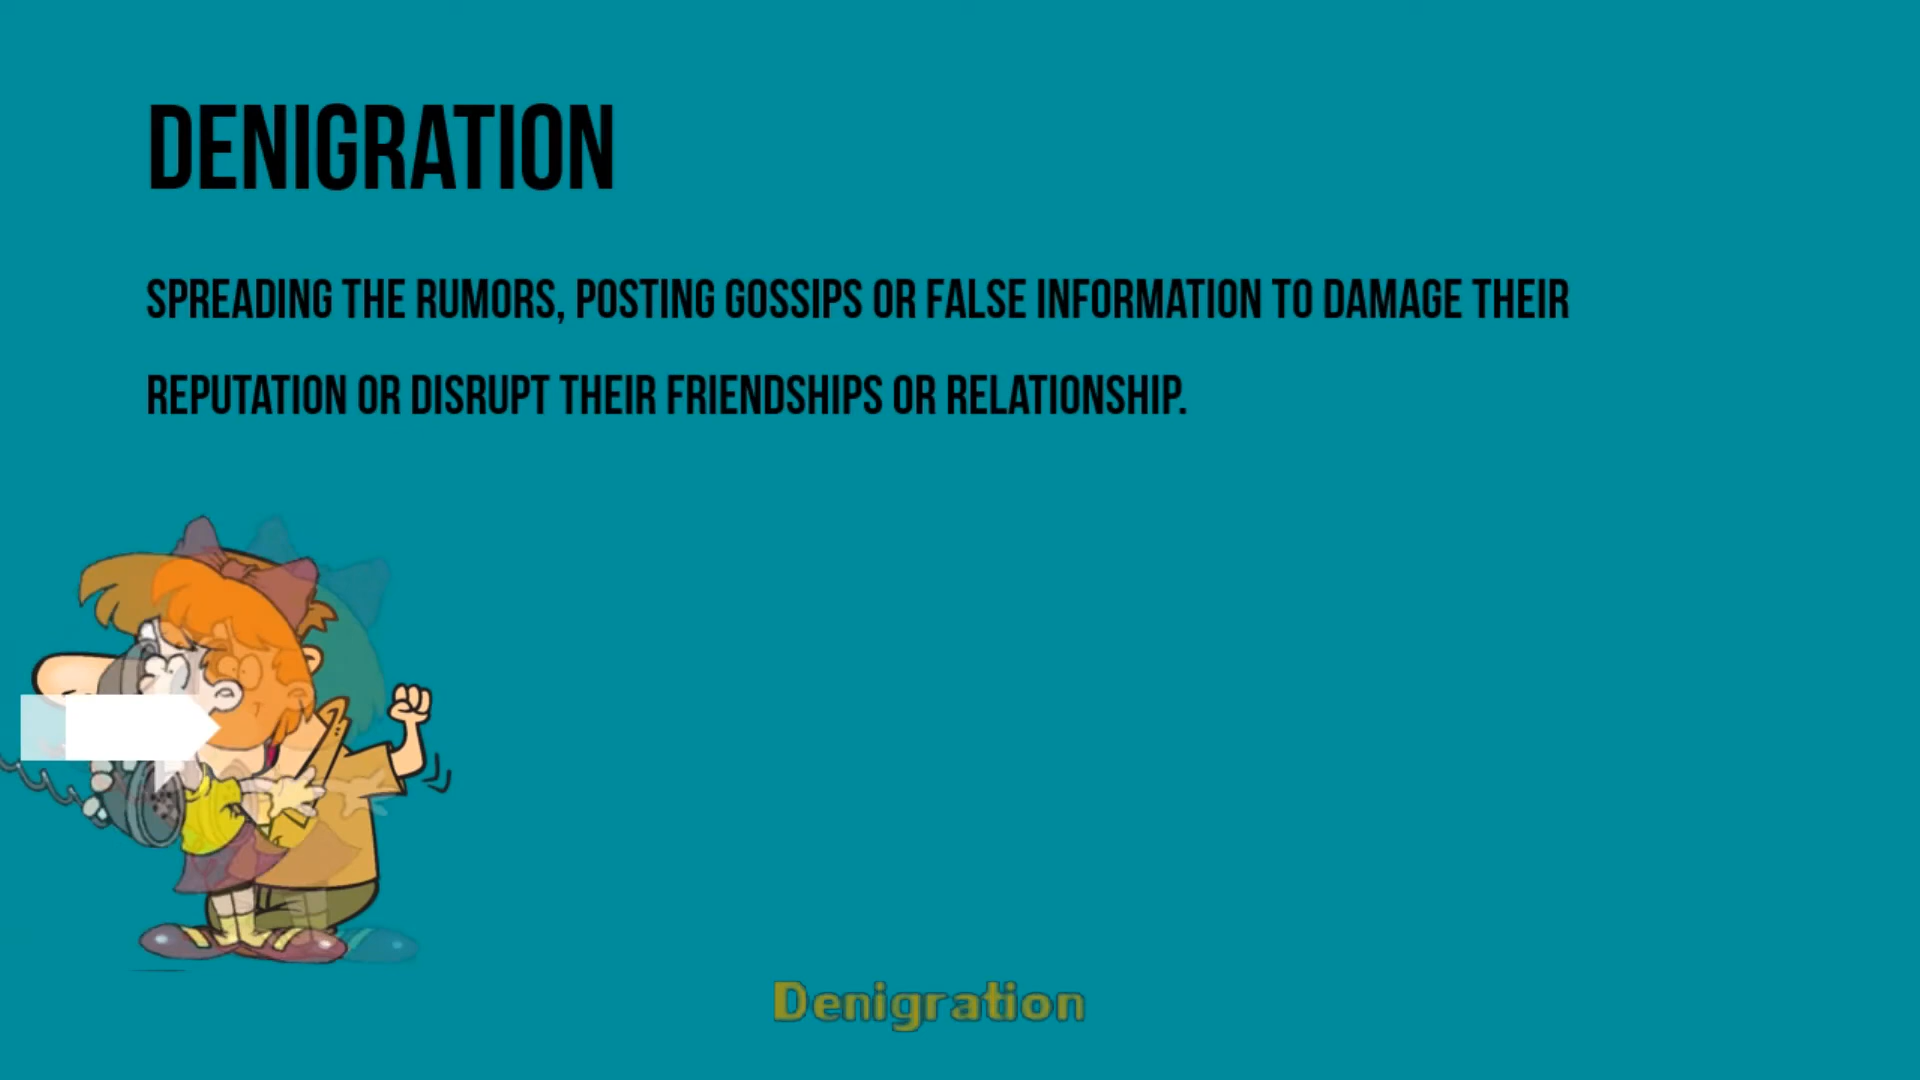 DENIGRATION
SPREADING THE RUMORS, POSTING GOSSIPS OR FALSE INFORMATION TO DAMAGE THEIR
REPUTATION OR DISRUPT THEIR FRIENDSHIPS OR RELATIONSHIP.
Denigration